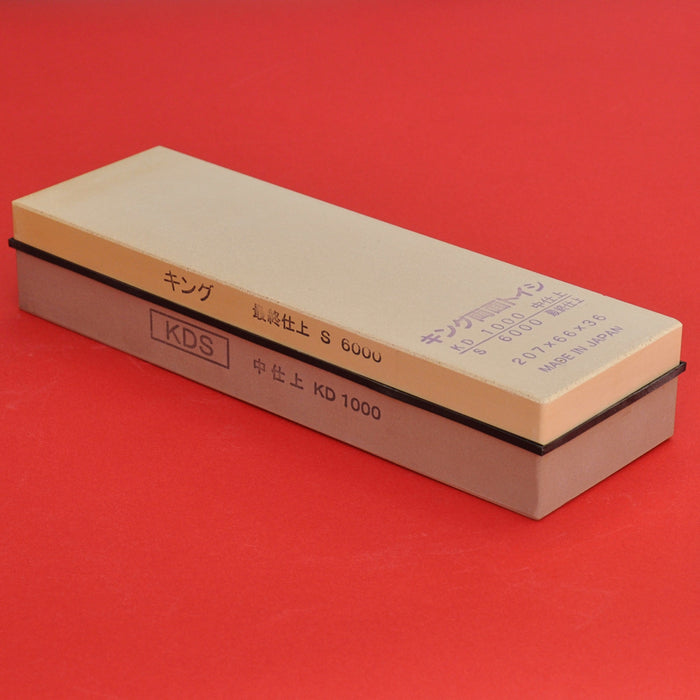 キング両面トイシ
KD 1000 中仕上
S 6000 最終仕上
207×66×36
MADE IN JAPAN
キング 最終仕上 S 6000
KDS 中仕上 KD 1000